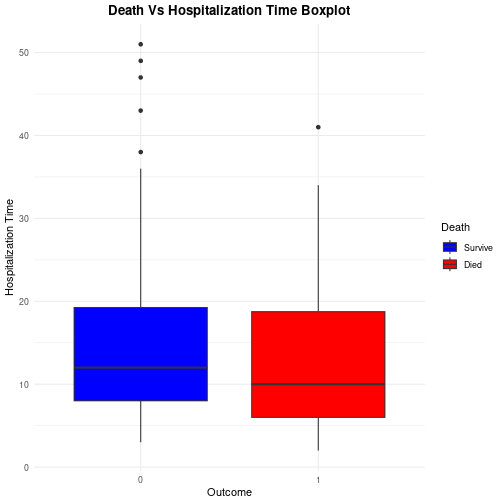 Death Vs Hospitalization Time Boxplot
Hospitalization Time
50
40
30
20
10
0
0
1
Outcome
Death
Survive
Died